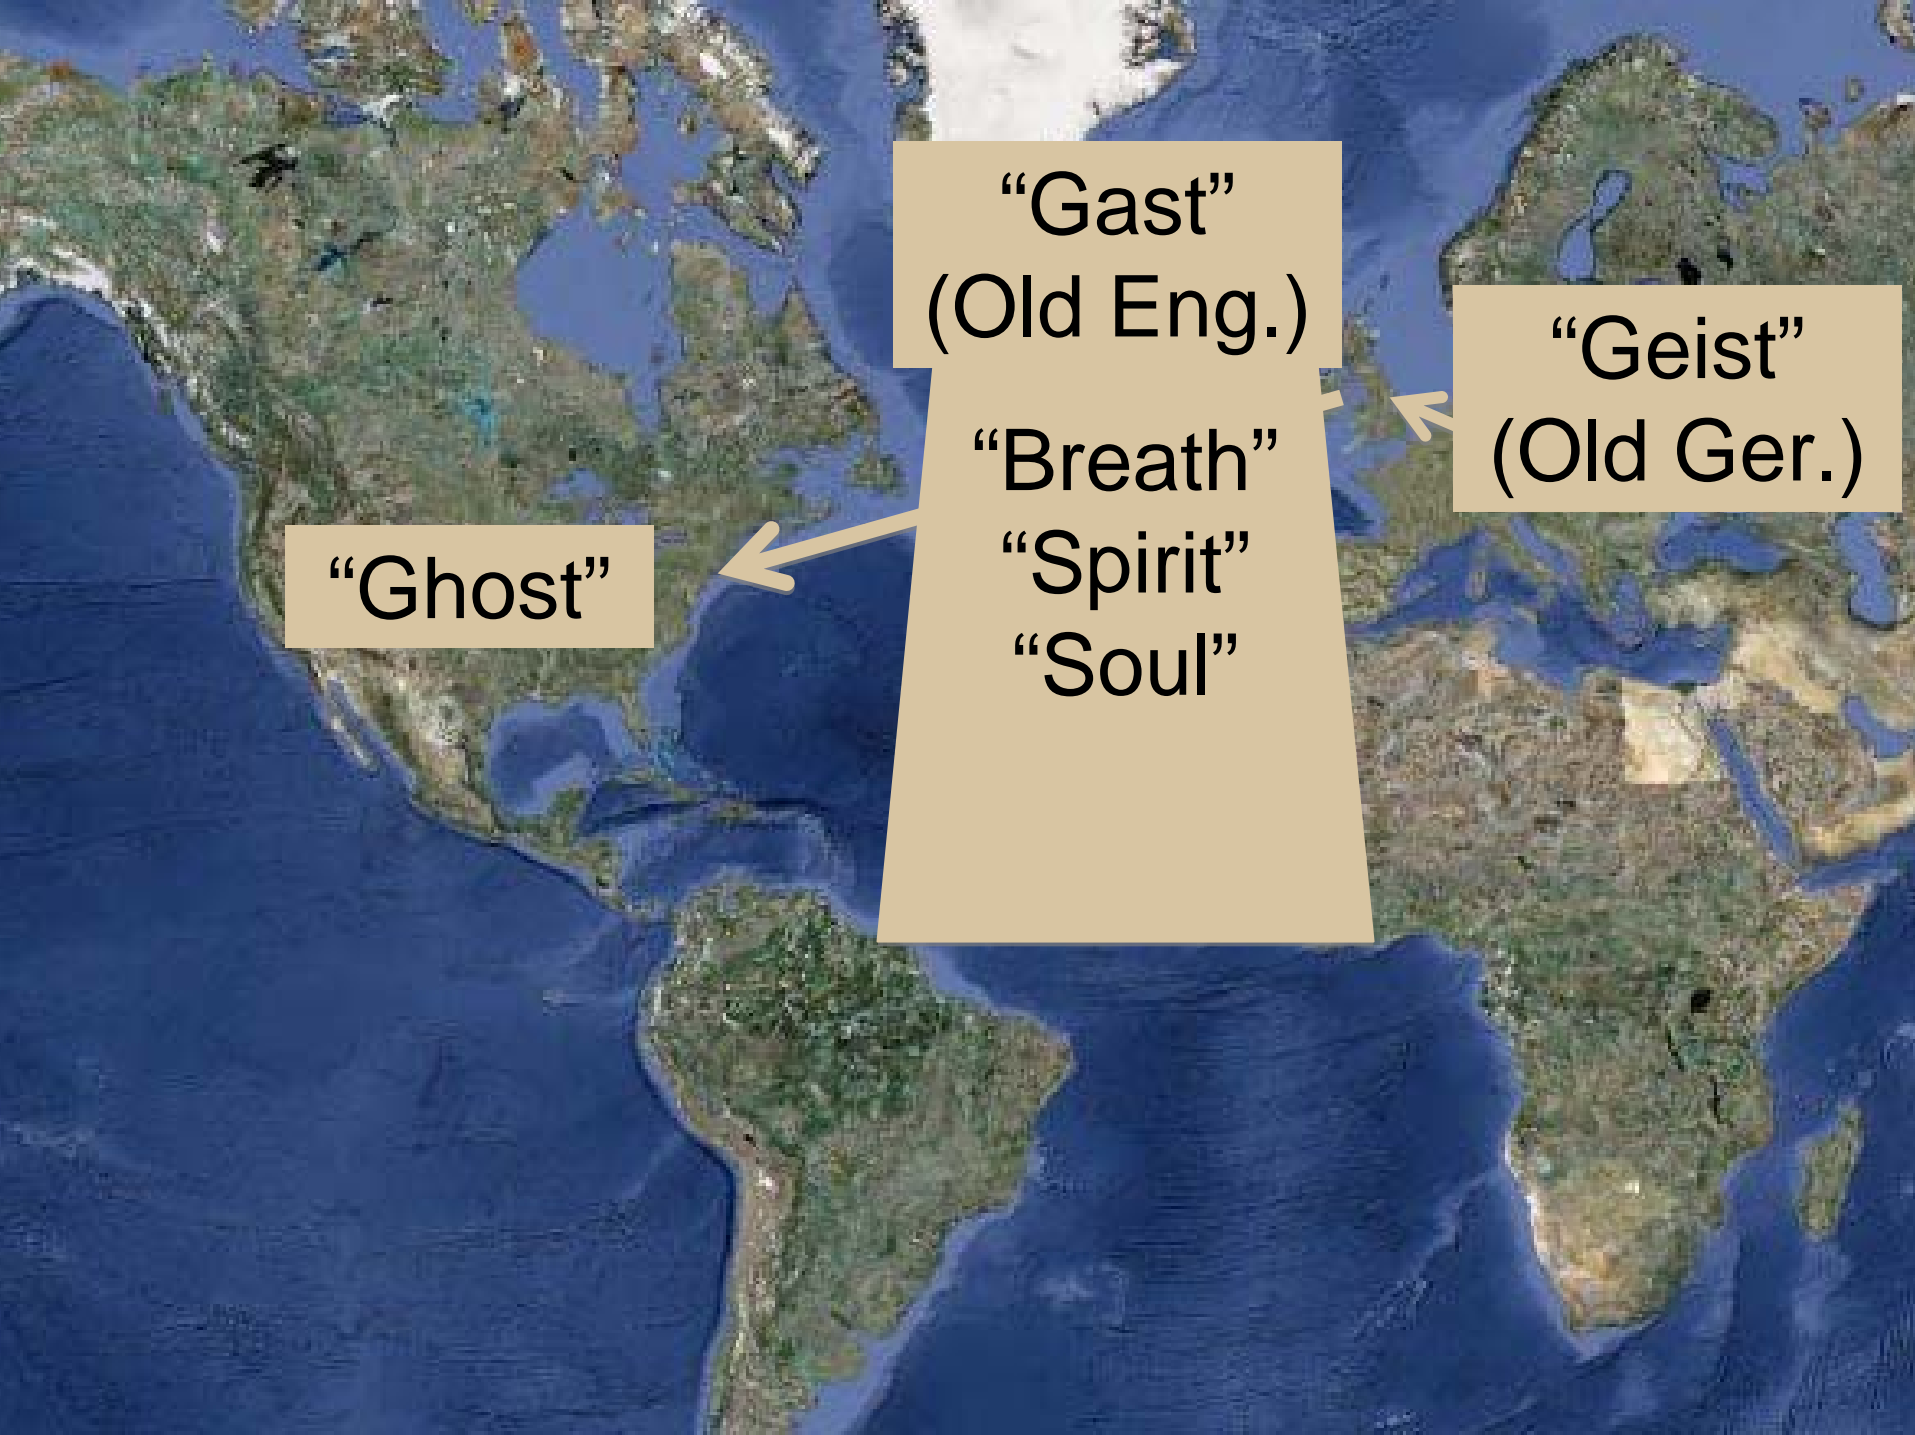 “Gast”
(Old Eng.)
“Geist”
(Old Ger.)
“Breath”
“Spirit”
“Soul”
“Ghost”